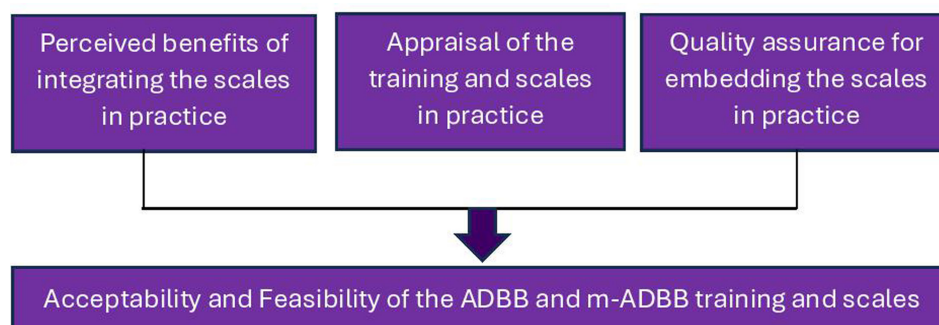 Perceived benefits of
integrating the scales
in practice
Appraisal of the
training and scales
in practice
Quality assurance for
embedding the scales
in practice
Acceptability and Feasibility of the ADBB and m-ADBB training and scales